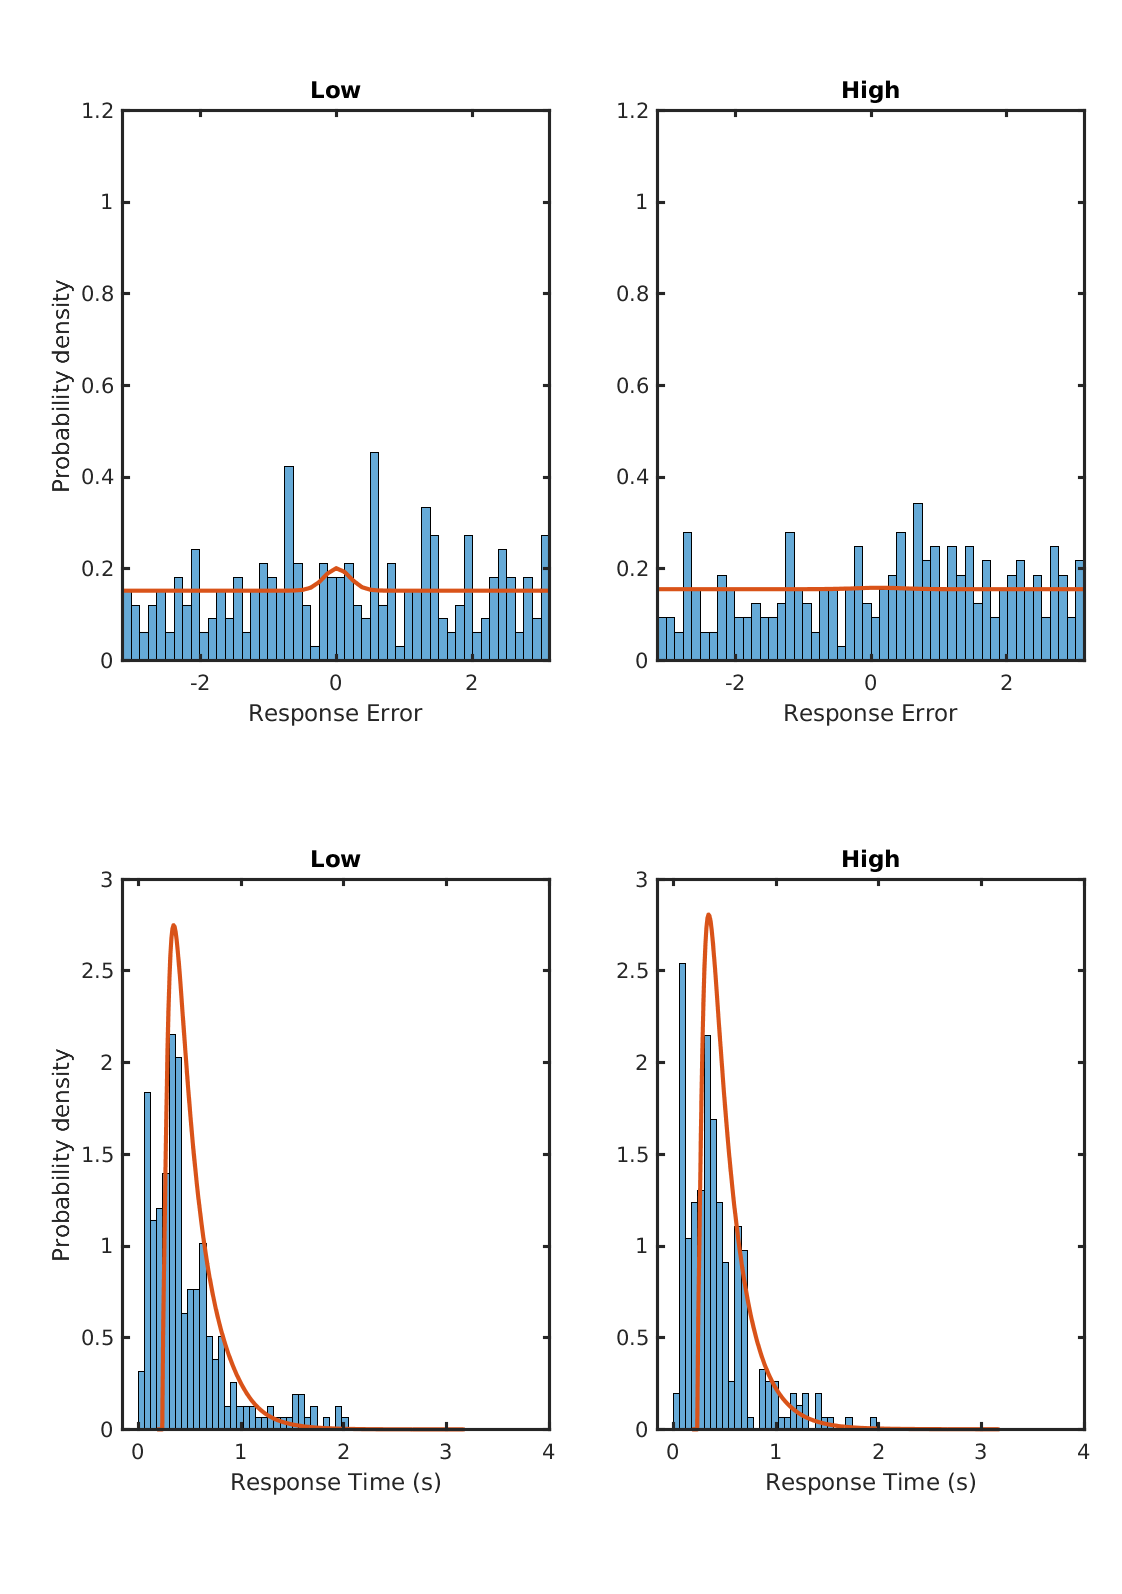 Low High
1.2 1.2
1 1
0.8 0.8
0.6 0.6
0.4 0.4
0.2 0.2
0 0
Probability density
-2 0 2 -2 0 2
Response Error Response Error
Low High
3 3
2.5 2.5
2 2
1.5 1.5
1 1
0.5 0.5
0 0
Probability density
0 1 2 3 4 0 1 2 3 4
Response Time (s) Response Time (s)